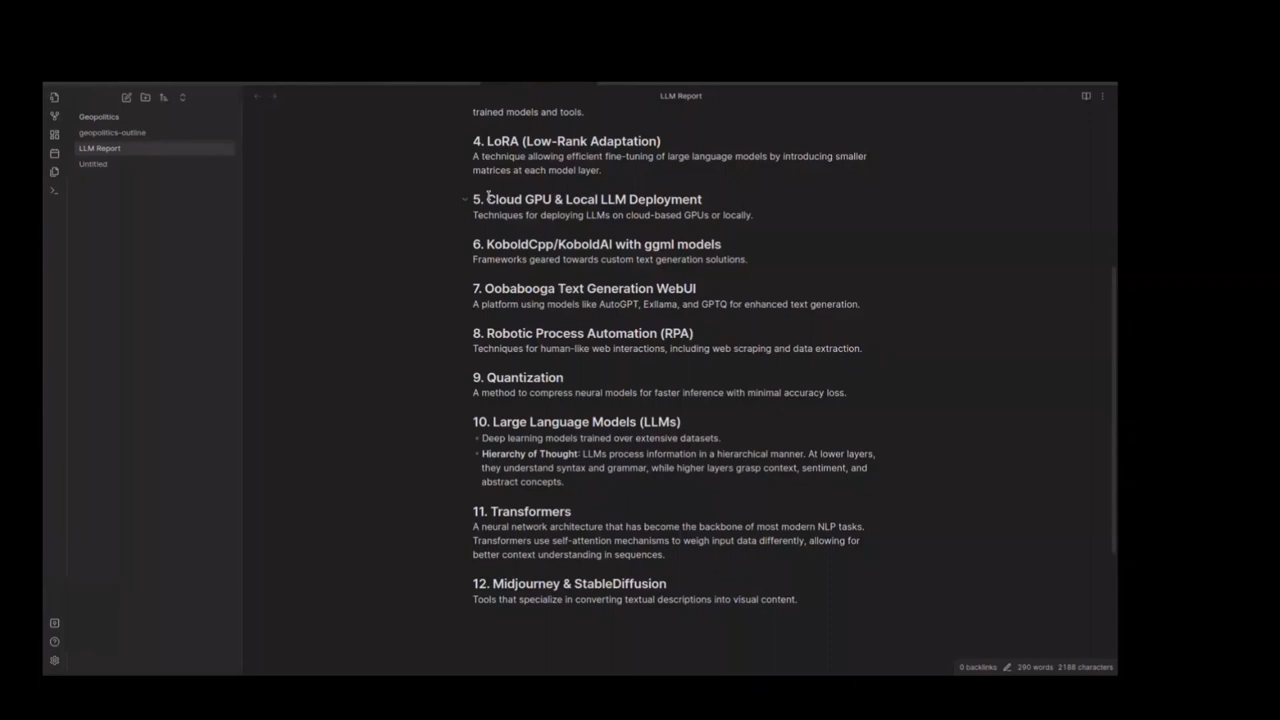 LLM Report
Geopolitics
geopolitics-outline
LLM Report
Untitled
trained models and tools.
4. LoRA (Low-Rank Adaptation)
A technique allowing efficient fine-tuning of large language models by introducing smaller
matrices at each model layer.
5. Cloud GPU & Local LLM Deployment
Techniques for deploying LLMs on cloud-based GPUs or locally.
6. KoboldCpp/KoboldAI with ggml models
Frameworks geared towards custom text generation solutions.
7. Oobabooga Text Generation WebUI
A platform using models like AutoGPT, Exllama, and GPTQ for enhanced text generation.
8. Robotic Process Automation (RPA)
Techniques for human-like web interactions, including web scraping and data extraction.
9. Quantization
A method to compress neural models for faster inference with minimal accuracy loss.
10. Large Language Models (LLMs)
• Deep learning models trained over extensive datasets.
• Hierarchy of Thought: LLMs process information in a hierarchical manner. At lower layers,
they understand syntax and grammar, while higher layers grasp context, sentiment, and
abstract concepts.
11. Transformers
A neural network architecture that has become the backbone of most modern NLP tasks.
Transformers use self-attention mechanisms to weigh input data differently, allowing for
better context understanding in sequences.
12. Midjourney & StableDiffusion
Tools that specialize in converting textual descriptions into visual content.
0 backlinks 290 words 2188 characters